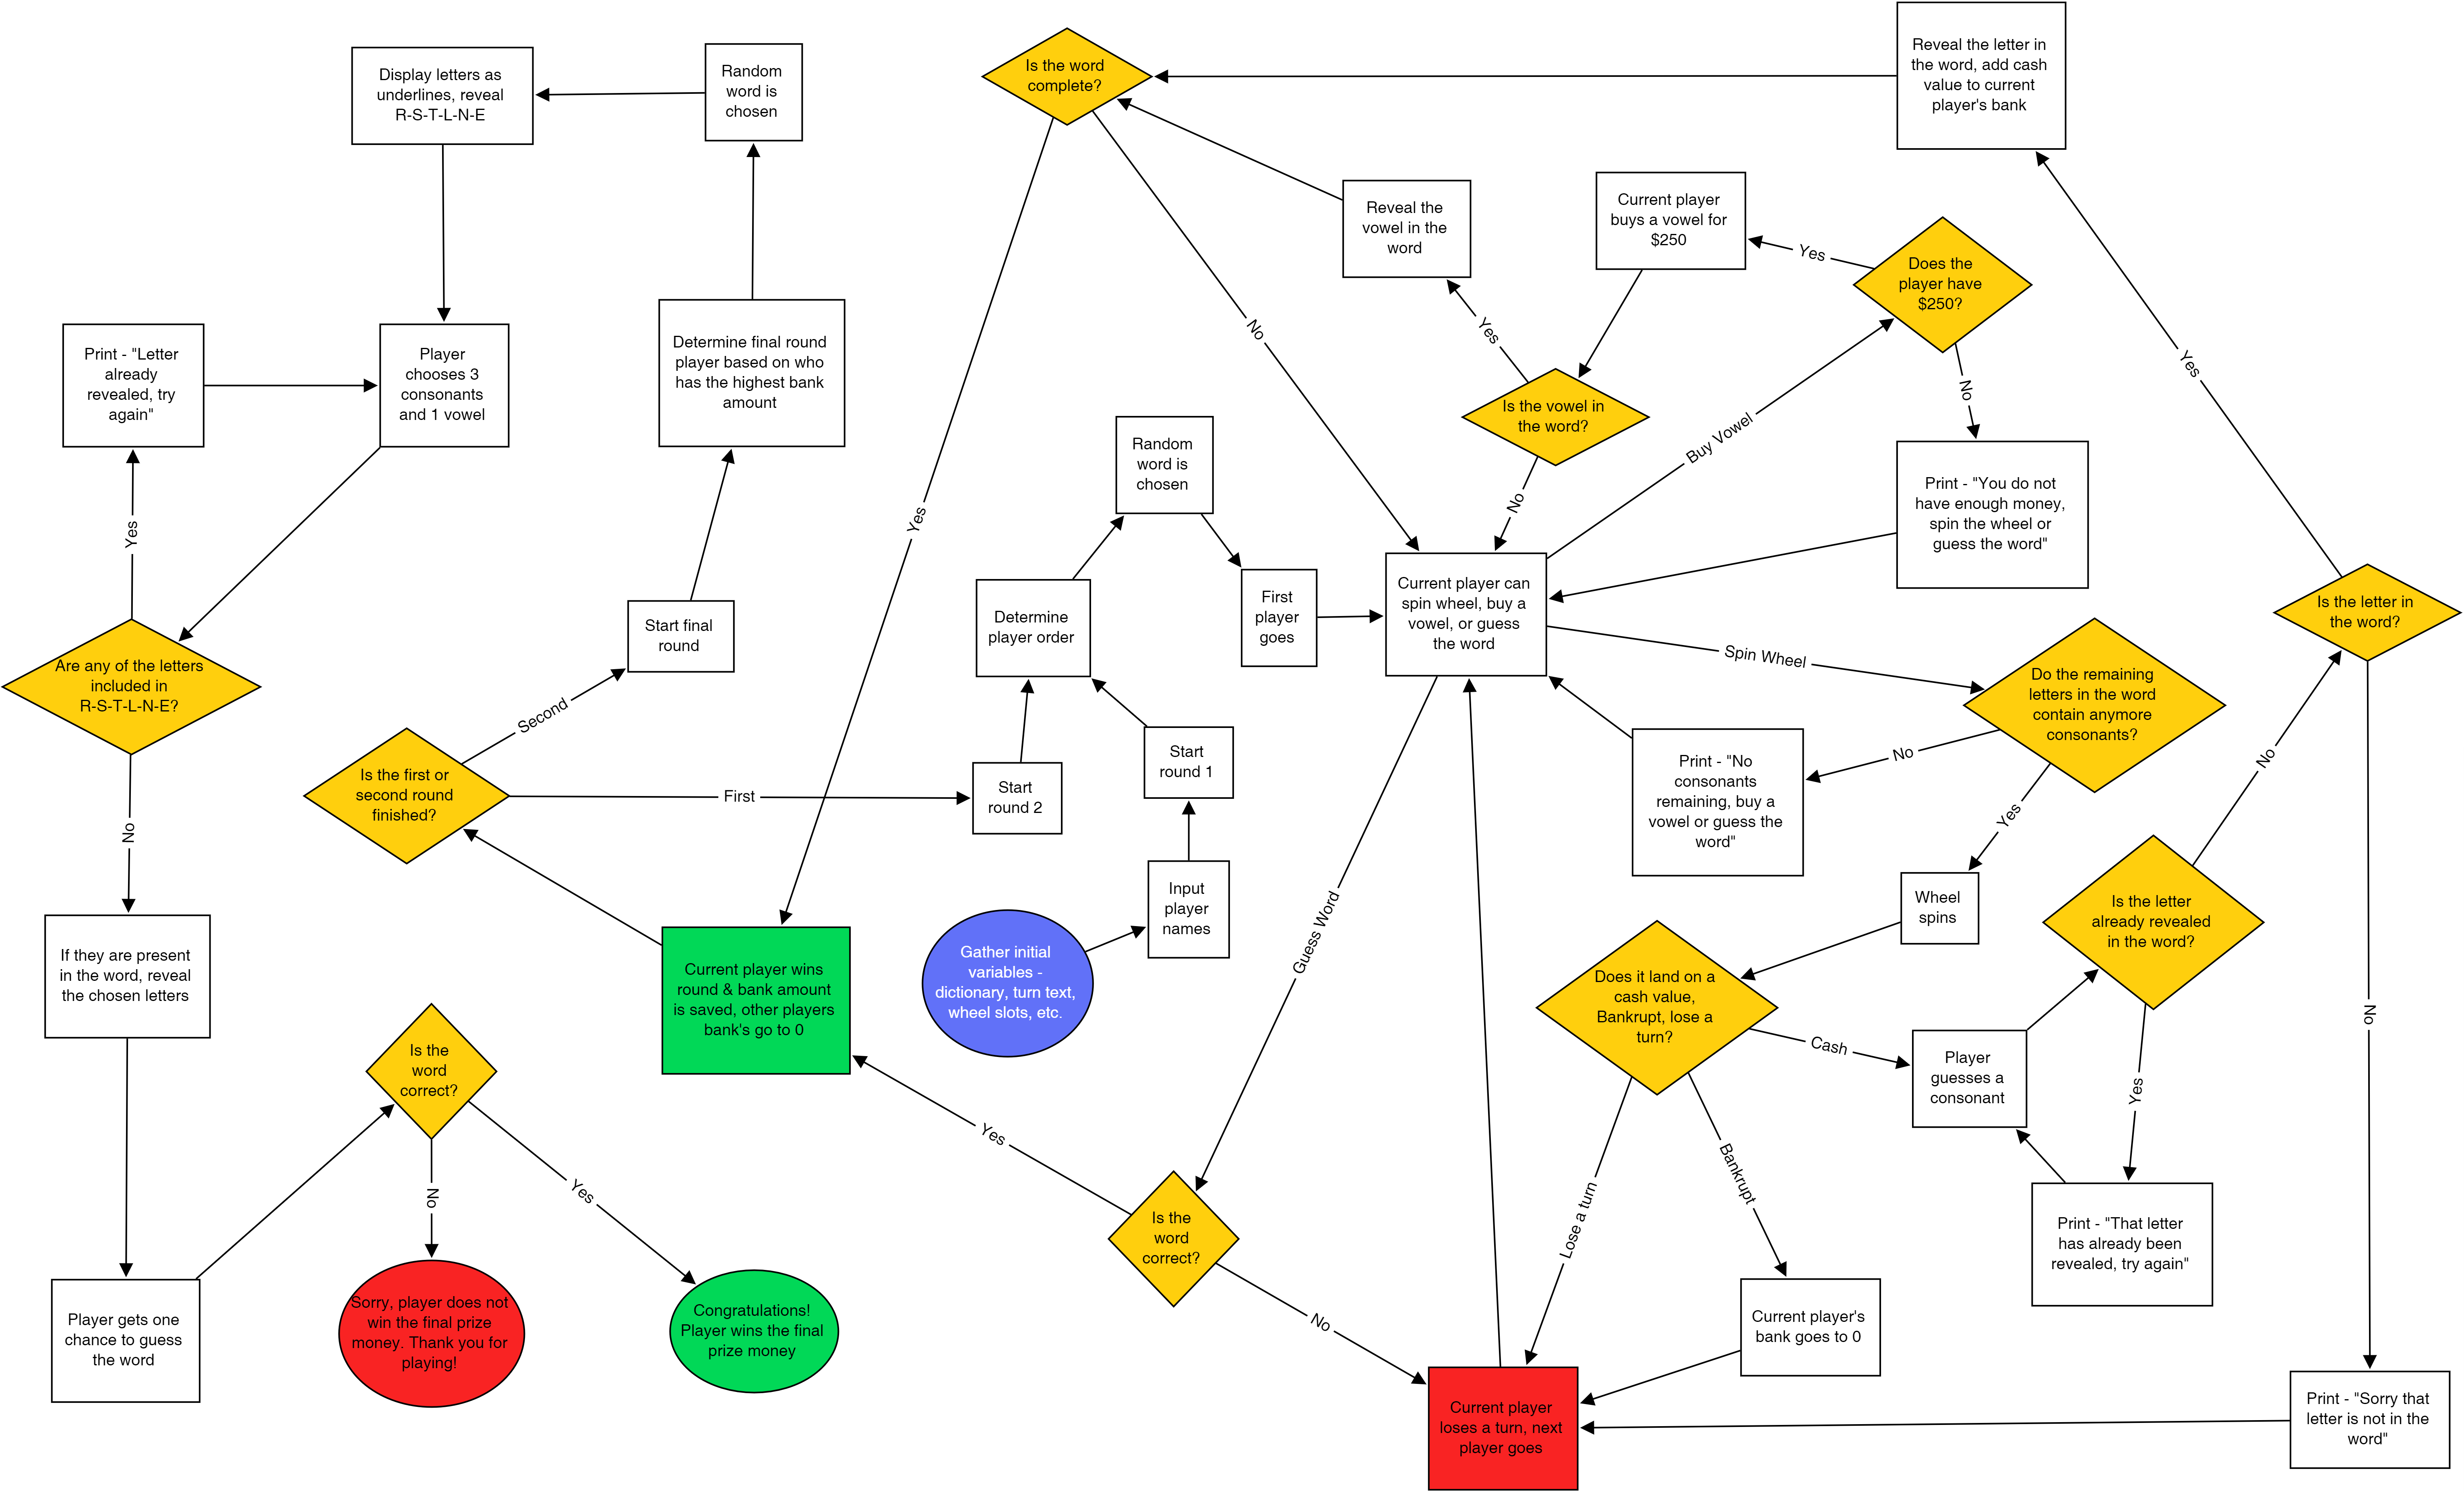 Display letters as
underlines, reveal
R-S-T-L-N-E
Random
word is
chosen
Is the word
complete?
Reveal the letter in
the word, add cash
value to current
player's bank
Reveal the
vowel in the
word
Current player
buys a vowel for
$250
Yes
Does the
player have
$250?
No
Yes
Yes
No
Print - "Letter
already
revealed, try
again"
Player
chooses 3
consonants
and 1 vowel
Determine final round
player based on who
has the highest bank
amount
Is the vowel in
the word?
Buy Vowel
Random
word is
chosen
No
Print - "You do not
have enough money,
spin the wheel or
guess the word"
Yes
Yes
Determine
player order
First
player
goes
Current player can
spin wheel, buy a
vowel, or guess
the word
Spin Wheel
Is the letter in
the word?
Start final
round
Are any of the letters
included in
R-S-T-L-N-E?
Second
Do the remaining
letters in the word
contain anymore
consonants?
No
Is the first or
second round
finished?
First
Start
round 2
Start
round 1
Print - "No
consonants
remaining, buy a
vowel or guess the
word"
No
Yes
No
Input
player
names
Wheel
spins
Is the letter
already revealed
in the word?
If they are present
in the word, reveal
the chosen letters
Current player wins
round & bank amount
is saved, other players
bank's go to 0
Gather initial
variables -
dictionary, turn text,
wheel slots, etc.
Guess Word
Does it land on a
cash value,
Bankrupt, lose a
turn?
Cash
Player
guesses a
consonant
No
Is the
word
correct?
Yes
No
Yes
Yes
Bankrupt
Lose a turn
Is the
word
correct?
Print - "That letter
has already been
revealed, try again"
Player gets one
chance to guess
the word
Sorry, player does not
win the final prize
money. Thank you for
playing!
Congratulations!
Player wins the final
prize money
No
Current player's
bank goes to 0
Current player
loses a turn, next
player goes
Print - "Sorry that
letter is not in the
word"